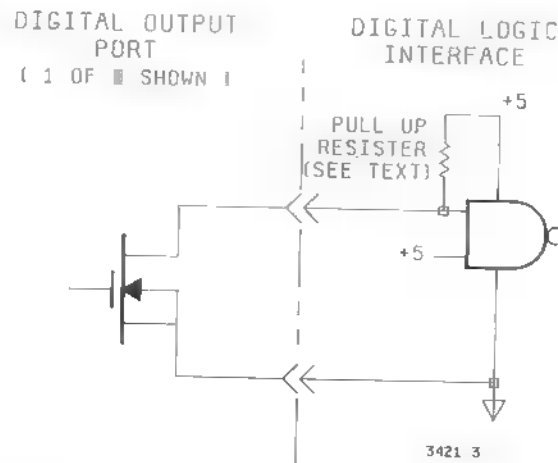 DIGITAL OUTPUT
PORT
( 1 OF SHOWN
DIGITAL LOGIC
INTERFACE
+5
PULL UP
RESISTER
(SEE TEXT)
+5
3421 3